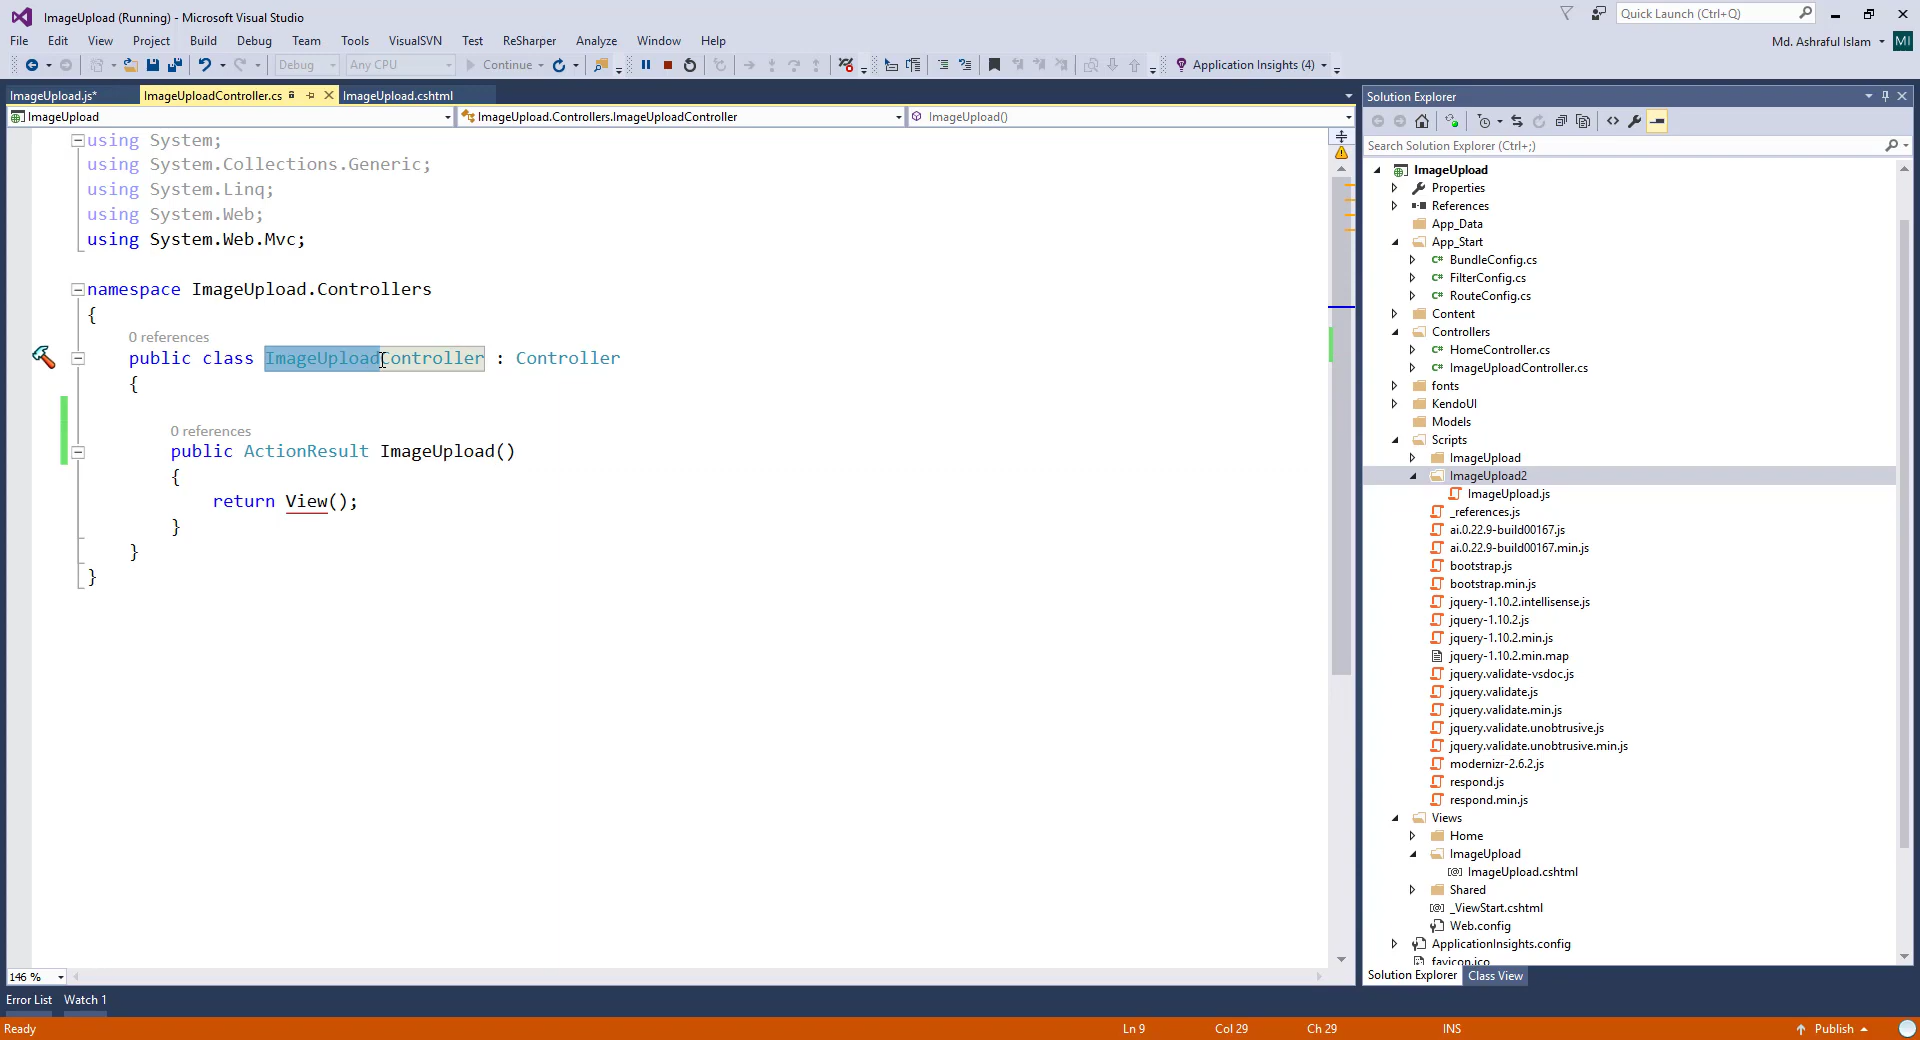 ImageUpload (Running) - Microsoft Visual Studio
Quick Launch (Ctrl+Q)
File Edit View Project Build Debug Team Tools VisualSVN Test ReSharper Analyze Window Help
Md. Ashraful Islam MI
Debug Any CPU Continue Application Insights (4)
ImageUpload.js* ImageUploadController.cs ImageUpload.cshtml
ImageUpload ImageUpload.Controllers.ImageUploadController ImageUpload()
using System;
using System.Collections.Generic;
using System.Linq;
using System.Web;
using System.Web.Mvc;
namespace ImageUpload.Controllers
{
0 references
public class ImageUploadController : Controller
{
0 references
public ActionResult ImageUpload()
{
return View();
}
}
}
146 %
Solution Explorer
Search Solution Explorer (Ctrl+;)
ImageUpload
Properties
References
App_Data
App_Start
C# BundleConfig.cs
C# FilterConfig.cs
C# RouteConfig.cs
Content
Controllers
C# HomeController.cs
C# ImageUploadController.cs
fonts
KendoUI
Models
Scripts
ImageUpload
ImageUpload2
ImageUpload.js
_references.js
ai.0.22.9-build00167.js
ai.0.22.9-build00167.min.js
bootstrap.js
bootstrap.min.js
jquery-1.10.2.intellisense.js
jquery-1.10.2.js
jquery-1.10.2.min.js
jquery-1.10.2.min.map
jquery.validate-vsdoc.js
jquery.validate.js
jquery.validate.min.js
jquery.validate.unobtrusive.js
jquery.validate.unobtrusive.min.js
modernizr-2.6.2.js
respond.js
respond.min.js
Views
Home
ImageUpload
[@] ImageUpload.cshtml
Shared
[@] _ViewStart.cshtml
Web.config
ApplicationInsights.config
favicon.ico
Solution Explorer Class View
Error List Watch 1
Ready Ln 9 Col 29 Ch 29 INS Publish